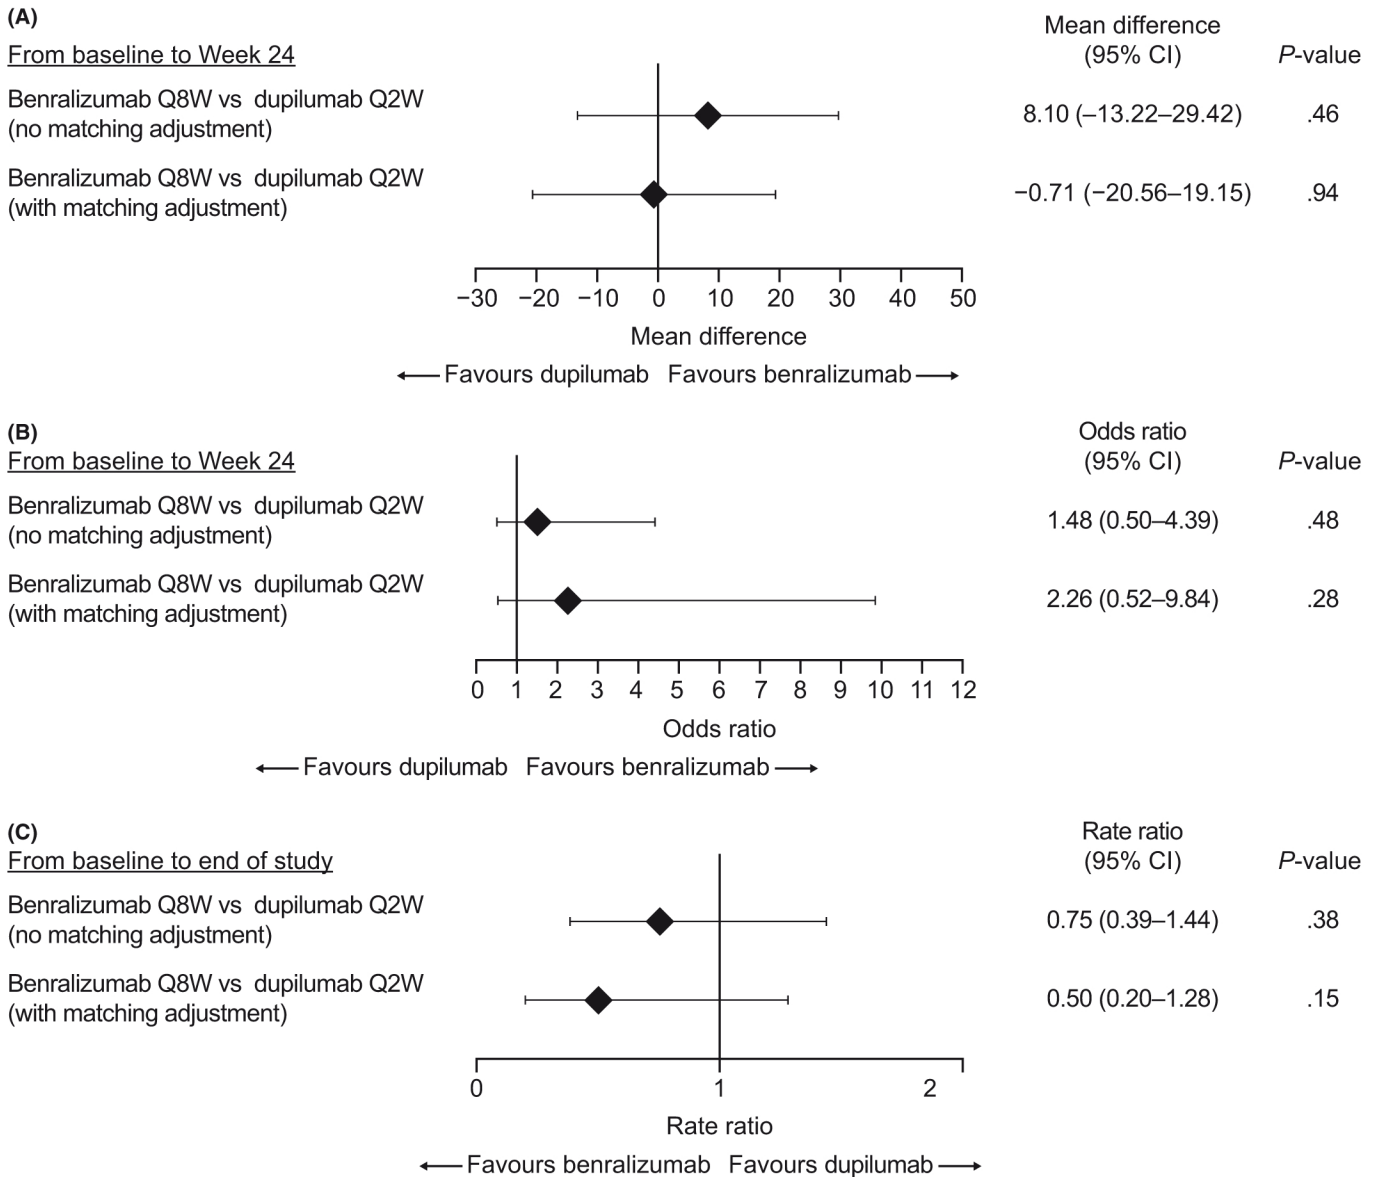 (A)
Mean difference
From baseline to Week 24 (95% CI) P-value
Benralizumab Q8W vs dupilumab Q2W
(no matching adjustment) 8.10 (–13.22–29.42) .46
Benralizumab Q8W vs dupilumab Q2W
(with matching adjustment) −0.71 (−20.56–19.15) .94
−30 −20 −10 0 10 20 30 40 50
Mean difference
Favours dupilumab Favours benralizumab
(B)
Odds ratio
From baseline to Week 24 (95% CI) P-value
Benralizumab Q8W vs dupilumab Q2W
(no matching adjustment) 1.48 (0.50–4.39) .48
Benralizumab Q8W vs dupilumab Q2W
(with matching adjustment) 2.26 (0.52–9.84) .28
0 1 2 3 4 5 6 7 8 9 10 11 12
Odds ratio
Favours dupilumab Favours benralizumab
(C)
Rate ratio
From baseline to end of study (95% CI) P-value
Benralizumab Q8W vs dupilumab Q2W
(no matching adjustment) 0.75 (0.39–1.44) .38
Benralizumab Q8W vs dupilumab Q2W
(with matching adjustment) 0.50 (0.20–1.28) .15
0 1 2
Rate ratio
Favours benralizumab Favours dupilumab